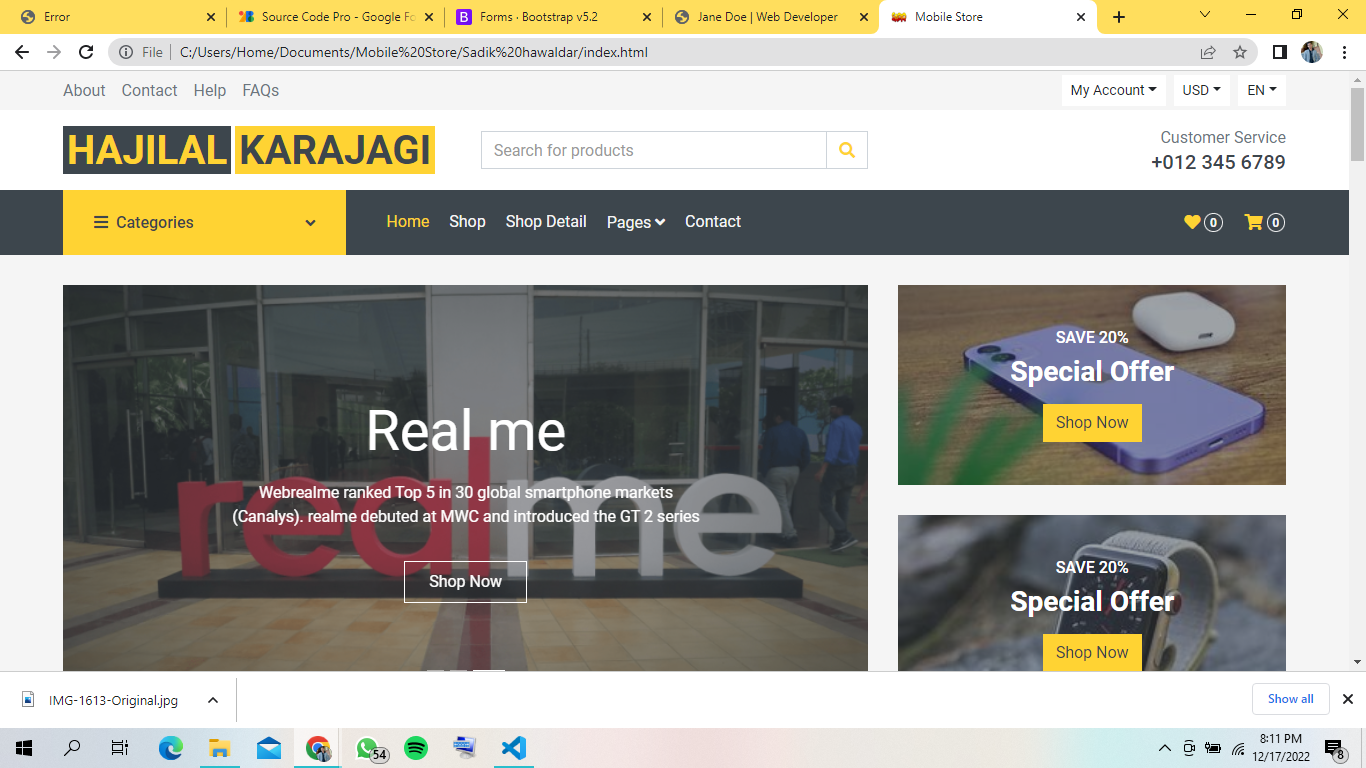 Error
Source Code Pro - Google Fo
Forms · Bootstrap v5.2
Jane Doe | Web Developer
Mobile Store
File | C:/Users/Home/Documents/Mobile%20Store/Sadik%20hawaldar/index.html
About Contact Help FAQs
My Account USD EN
HAJILAL KARAJAGI
Search for products
Customer Service
+012 345 6789
Categories
Home Shop Shop Detail Pages Contact
0 0
Real me
realme
Webrealme ranked Top 5 in 30 global smartphone markets
(Canalys). realme debuted at MWC and introduced the GT 2 series
Shop Now
SAVE 20%
Special Offer
Shop Now
SAVE 20%
Special Offer
Shop Now
IMG-1613-Original.jpg
Show all
54
8:11 PM
12/17/2022
8